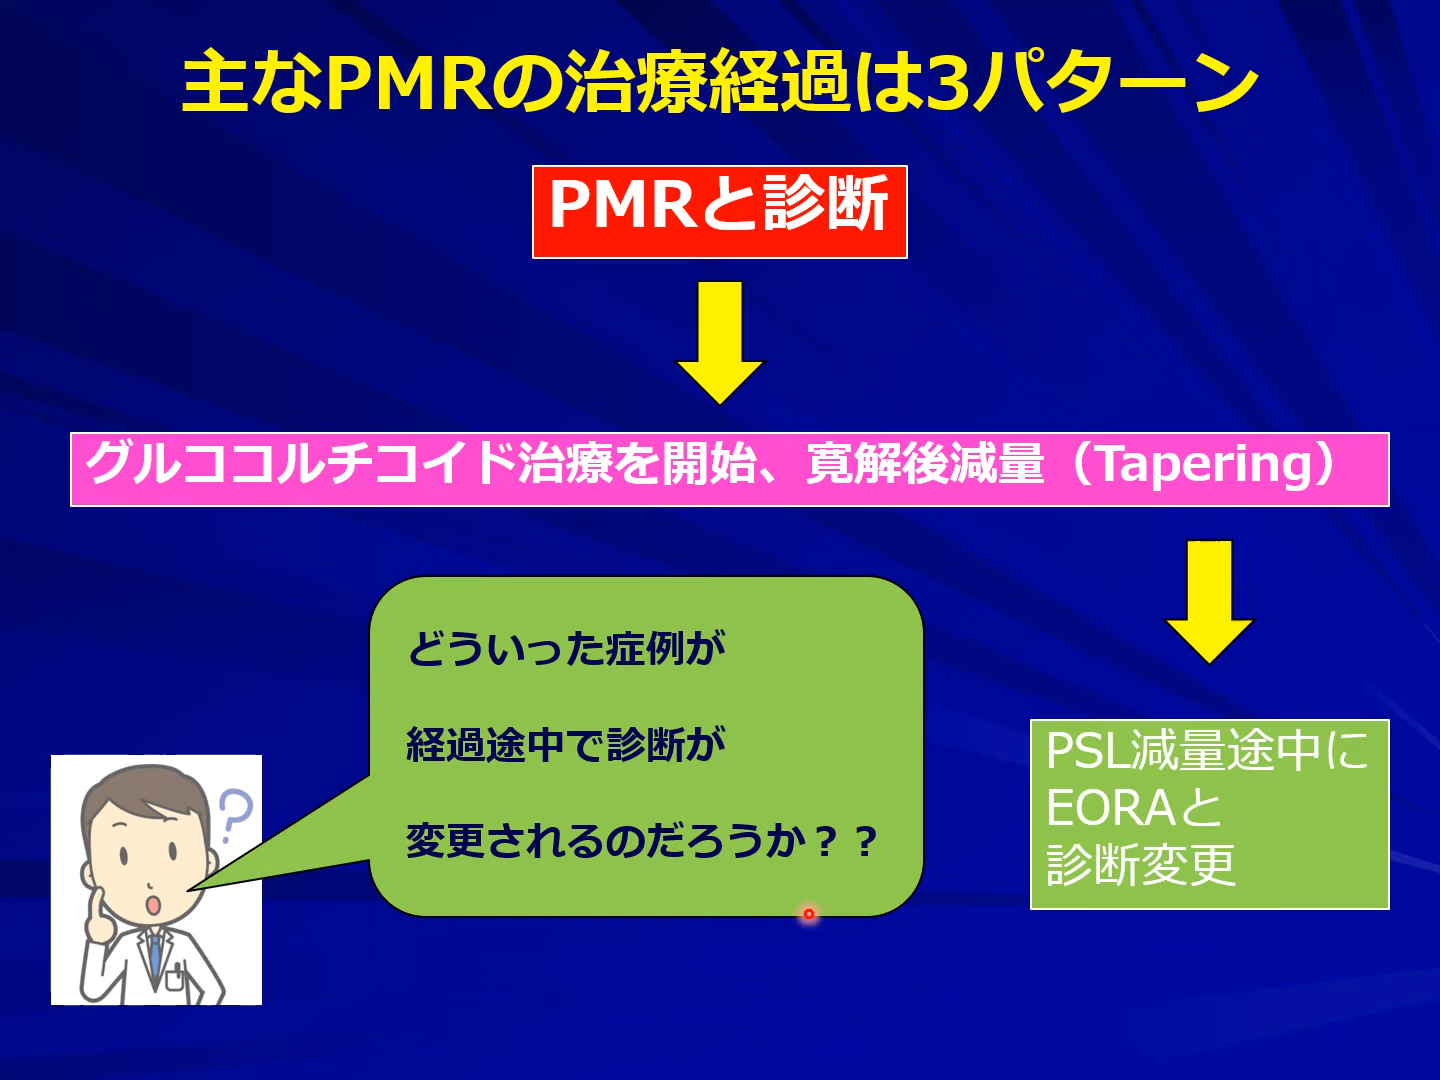 主なPMRの治療経過は3パターン
PMRと診断
グルココルチコイド治療を開始、寛解後減量（Tapering）
どういった症例が
経過途中で診断が
変更されるのだろうか？？
?
PSL減量途中に
EORAと
診断変更